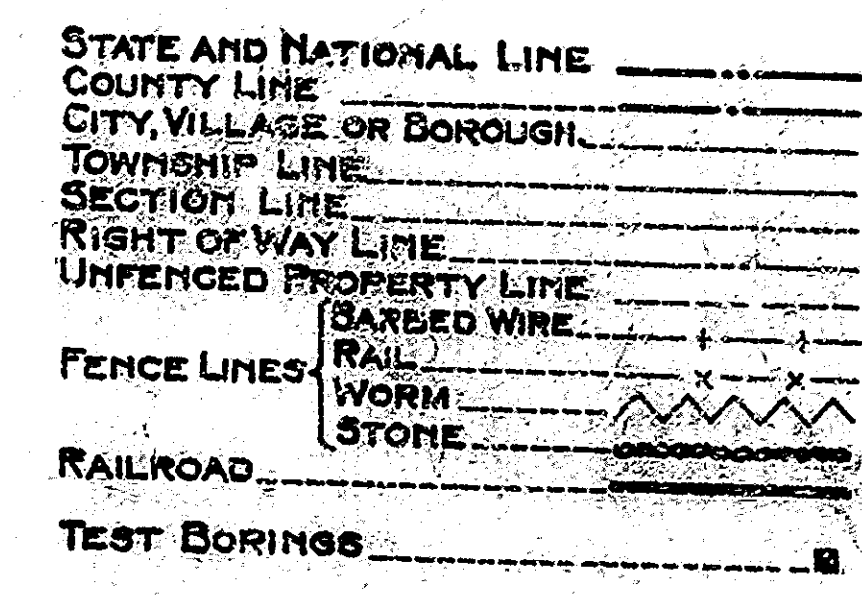 STATE AND NATIONAL LINE
COUNTY LINE
CITY, VILLAGE OR BOROUGH
TOWNSHIP LINE
SECTION LINE
RIGHT OF WAY LINE
UNFENCED PROPERTY LINE
FENCE LINES
BARBED WIRE
RAIL
WORM
STONE
RAILROAD
TEST BORINGS